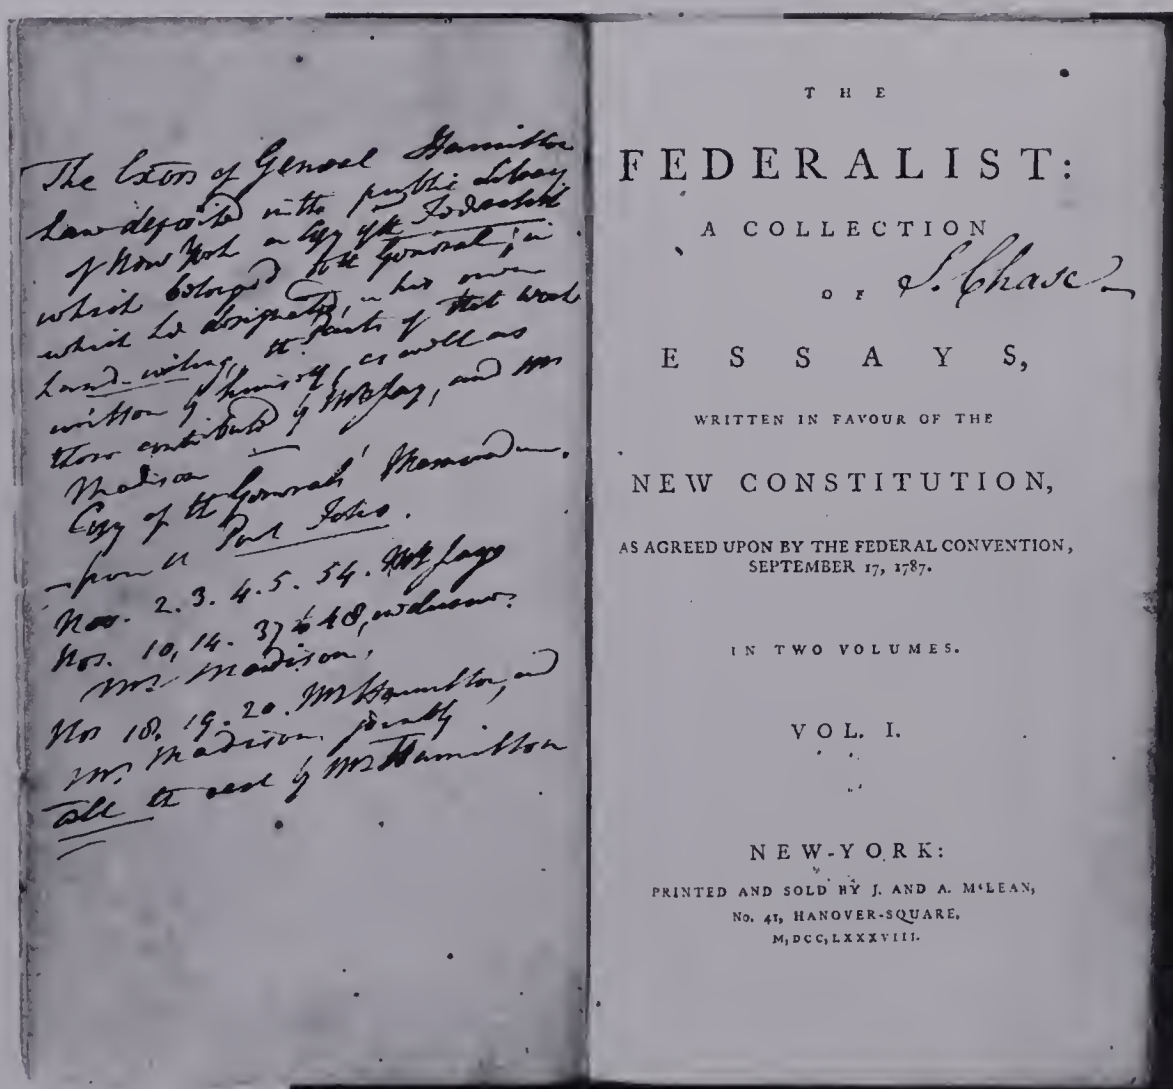 The Exors of General Hamilton
have deposited in the public Library
of New York a Copy of the Foederalist
which belonged to the General; in
which he designated, in his own
hand-writing, the parts of that work
written by himself, as well as
those contributed by Mr Jay, and Mr
Madison
Copy of the Generals' Memorandum.
from the Port Folio.
Nos. 2. 3. 4. 5. 54. Mr Jay
Nos. 10, 14. 37 to 48, inclusive.
Mr. Madison.
Nos 18. 19. 20. Mr Hamilton, and
Mr. Madison jointly.
all the rest by Mr Hamilton
THE
FEDERALIST:
A COLLECTION
OF
S. Chase
ESSAYS,
WRITTEN IN FAVOUR OF THE
NEW CONSTITUTION,
AS AGREED UPON BY THE FEDERAL CONVENTION,
SEPTEMBER 17, 1787.
IN TWO VOLUMES.
VOL. I.
NEW-YORK:
PRINTED AND SOLD BY J. AND A. M‘LEAN,
No. 41, HANOVER-SQUARE.
M,DCC,LXXXVIII.